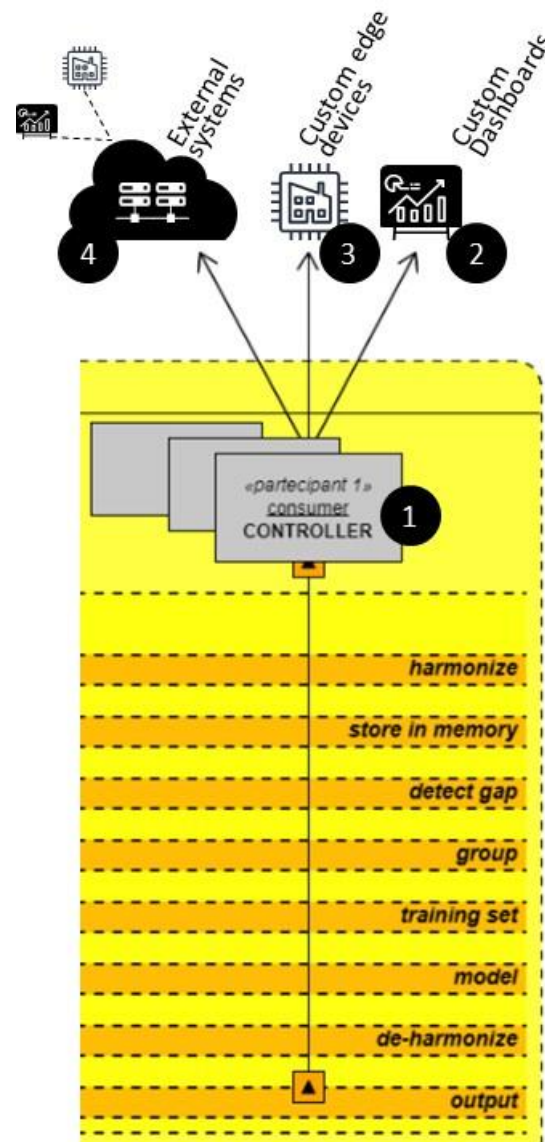 External
systems
Custom edge
devices
Custom
Dashboards
4
3
2
«partecipant 1»
consumer
CONTROLLER
1
harmonize
store in memory
detect gap
group
training set
model
de-harmonize
output